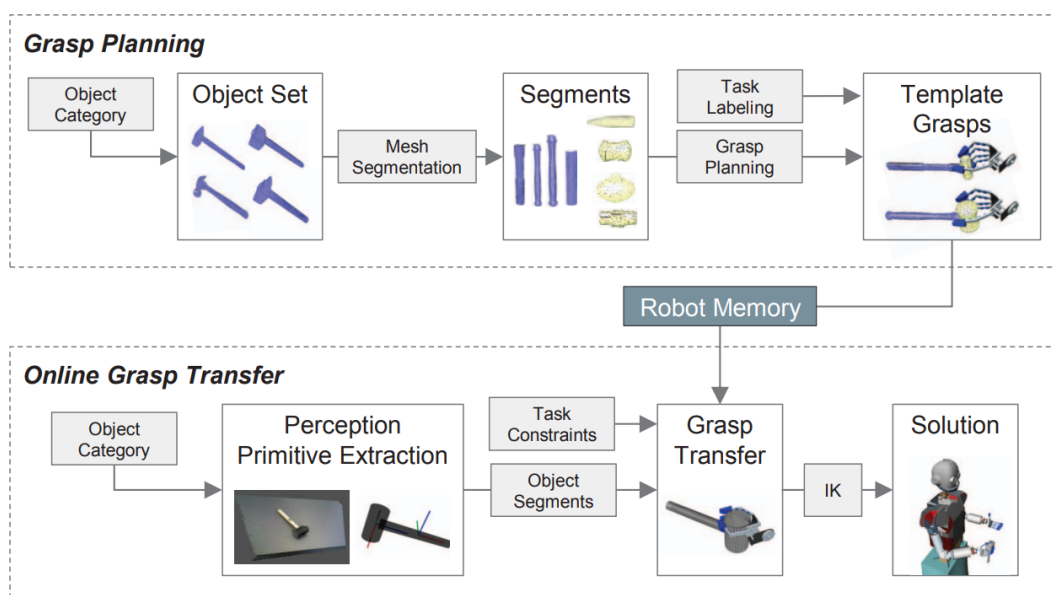 Grasp Planning
Object
Category
Object Set
Mesh
Segmentation
Segments
Task
Labeling
Grasp
Planning
Template
Grasps
Robot Memory
Online Grasp Transfer
Object
Category
Perception
Primitive Extraction
Task
Constraints
Object
Segments
Grasp
Transfer
IK
Solution